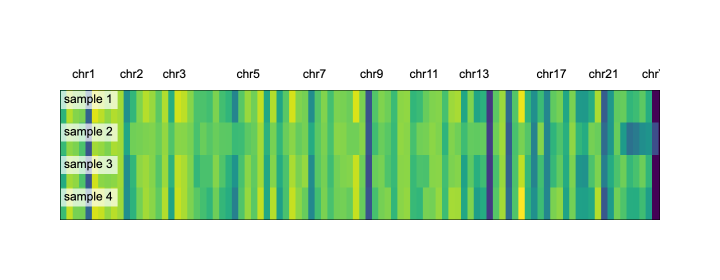 chr1 chr2 chr3 chr5 chr7 chr9 chr11 chr13 chr17 chr21
sample 1
sample 2
sample 3
sample 4